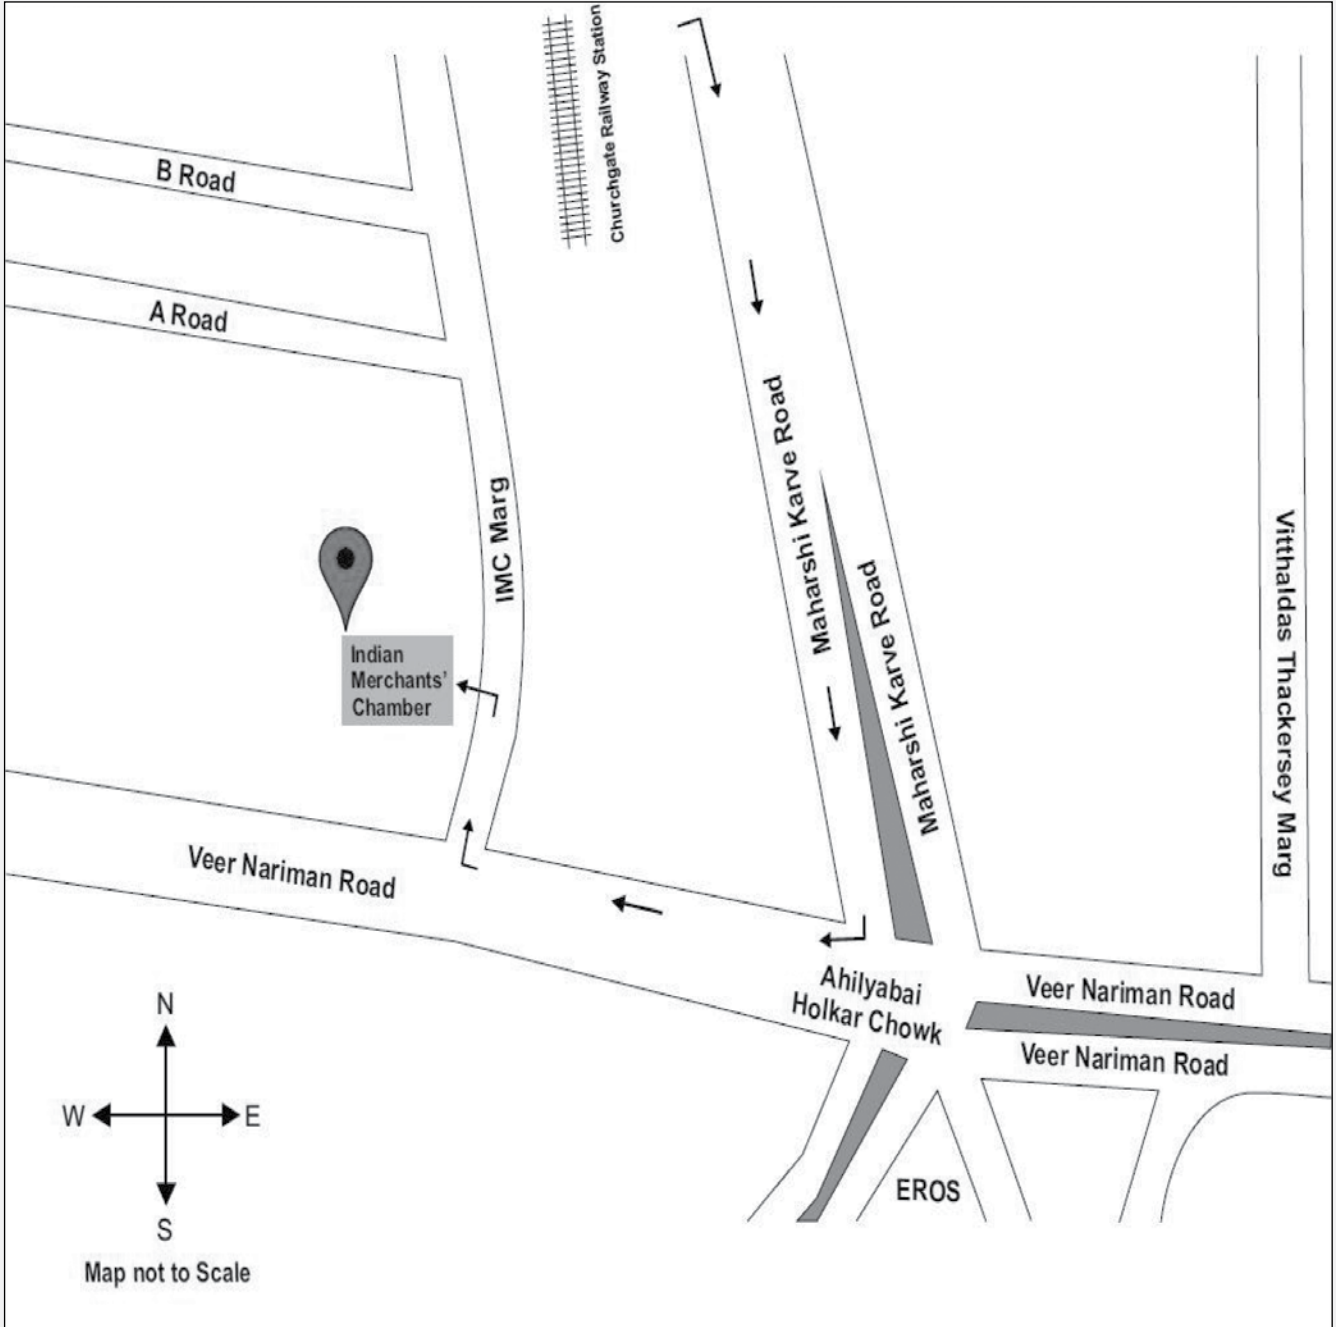 Churchgate Railway Station
B Road
A Road
IMC Marg
Maharshi Karve Road
Maharshi Karve Road
Vitthaldas Thackersey Marg
Indian
Merchants’
Chamber
Veer Nariman Road
Ahilyabai
Holkar Chowk
Veer Nariman Road
Veer Nariman Road
EROS
N
W
E
S
Map not to Scale